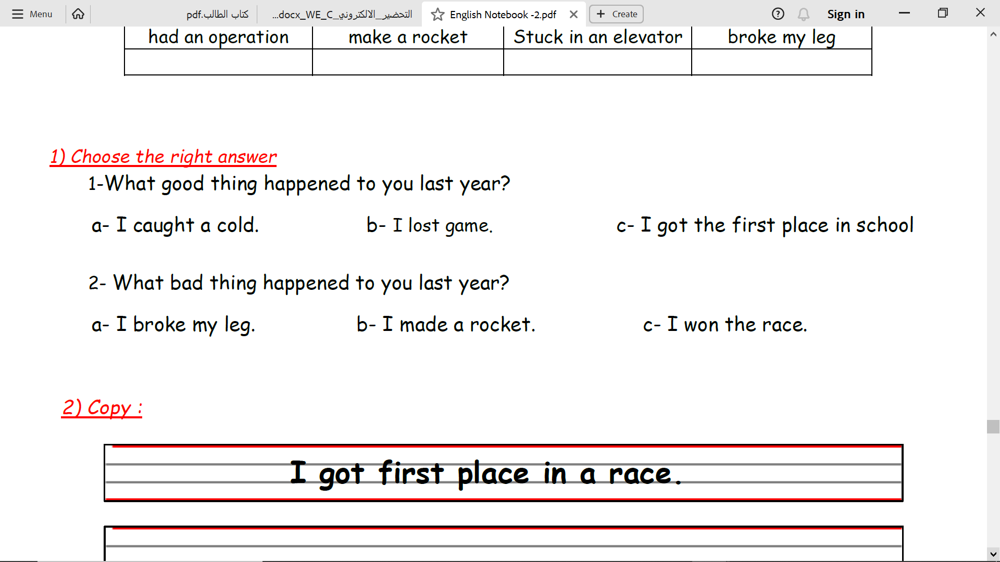 Menu
كتاب الطالب.pdf
التحضير_الالكتروني_docx_WE_C...
English Notebook -2.pdf
Create
Sign in
had an operation make a rocket Stuck in an elevator broke my leg
1) Choose the right answer
1-What good thing happened to you last year?
a- I caught a cold. b- I lost game. c- I got the first place in school
2- What bad thing happened to you last year?
a- I broke my leg. b- I made a rocket. c- I won the race.
2) Copy :
I got first place in a race.